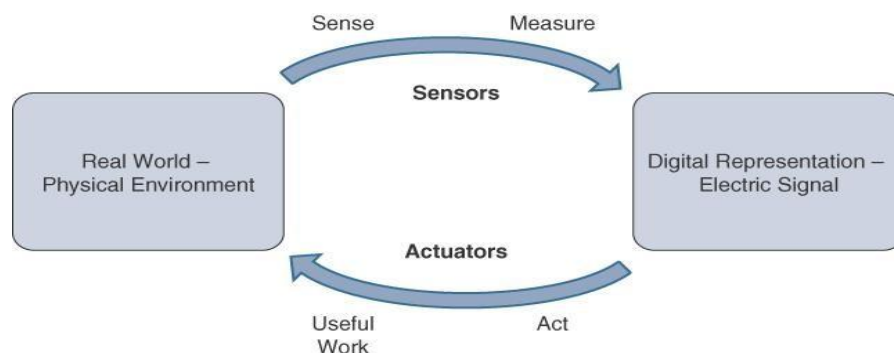 Sense
Measure
Sensors
Real World –
Physical Environment
Digital Representation –
Electric Signal
Actuators
Useful
Work
Act